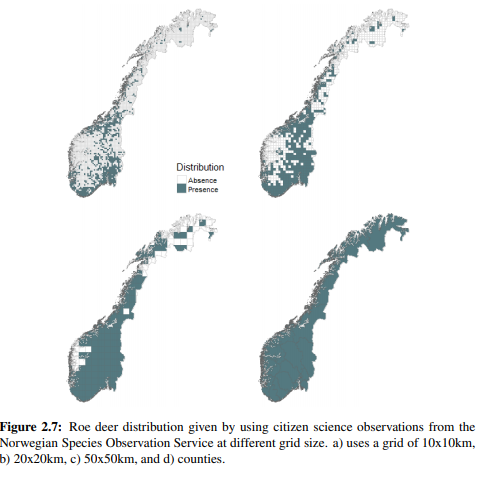 Distribution
Absence
Presence
Figure 2.7: Roe deer distribution given by using citizen science observations from the
Norwegian Species Observation Service at different grid size. a) uses a grid of 10x10km,
b) 20x20km, c) 50x50km, and d) counties.